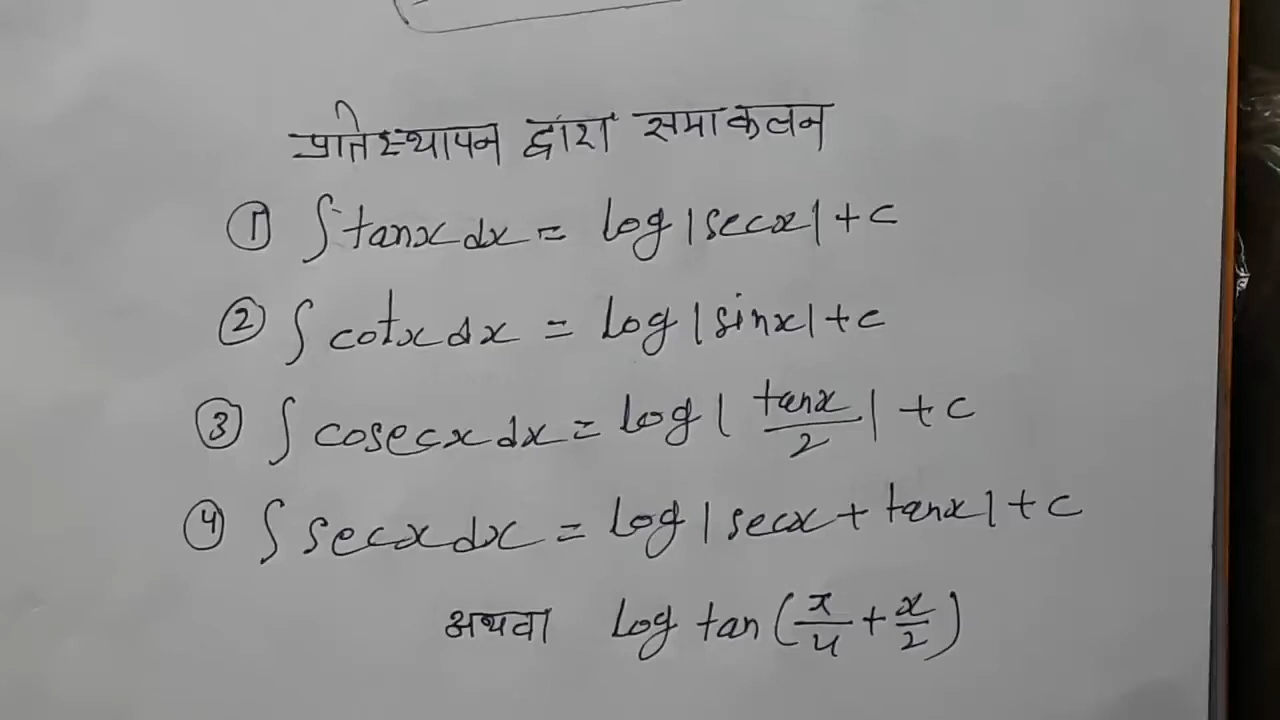 प्रतिस्थापन द्वारा समाकलन
① ∫tanx dx = log|secx|+c
② ∫cotx dx = log|sinx|+c
③ ∫cosecx dx = log|tanx/2|+c
④ ∫secx dx = log|secx+tanx|+c
अथवा log tan(π/4+x/2)